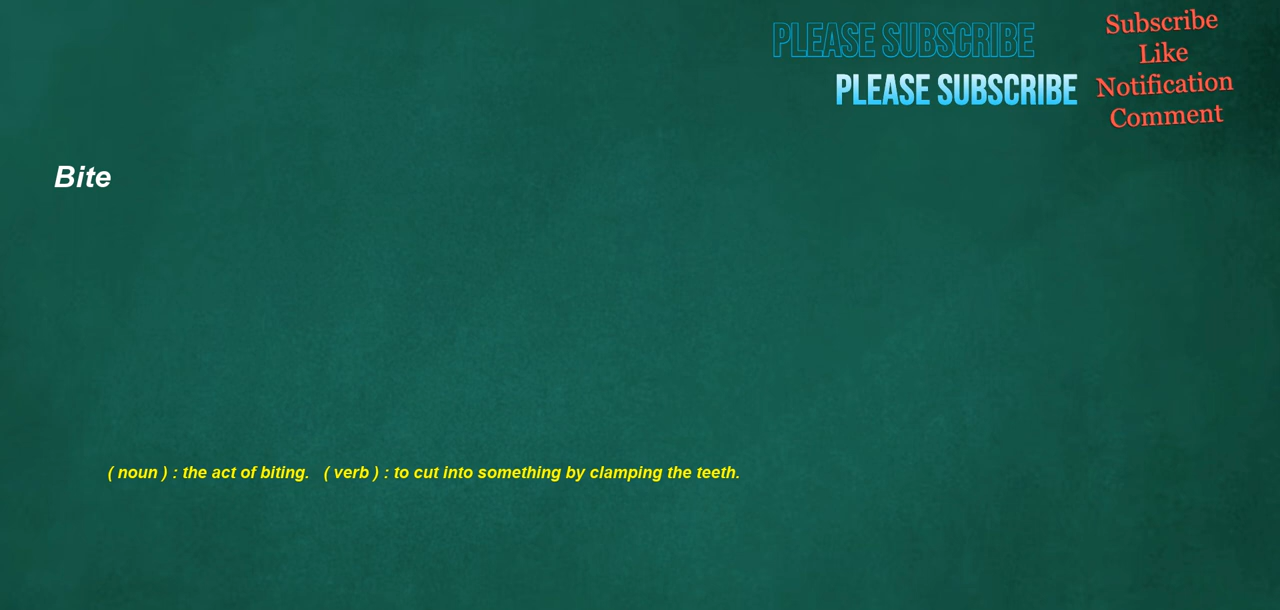 PLEASE SUBSCRIBE
PLEASE SUBSCRIBE
Subscribe
Like
Notification
Comment
Bite
( noun ) : the act of biting.   ( verb ) : to cut into something by clamping the teeth.